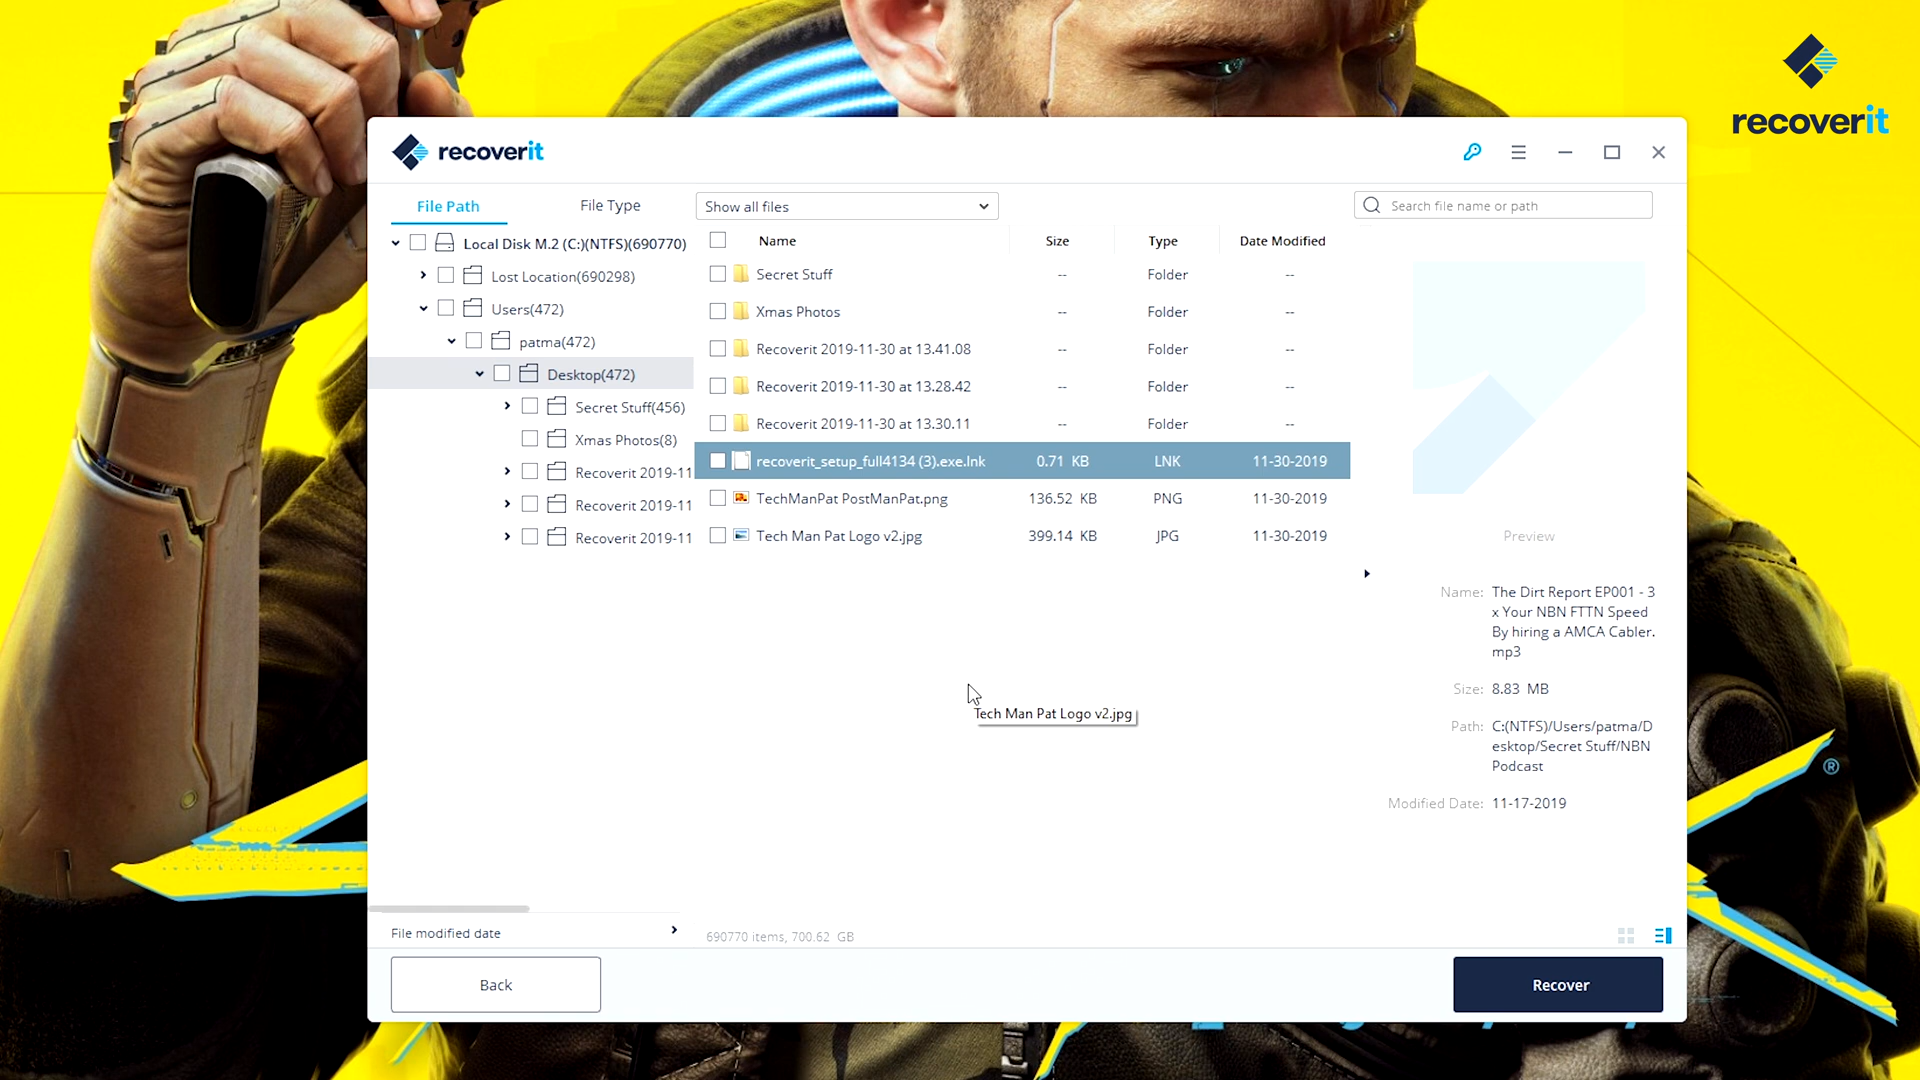 recoverit
recoverit
File Path
File Type
Show all files
Search file name or path
Local Disk M.2 (C:)(NTFS)(690770)
Lost Location(690298)
Users(472)
patma(472)
Desktop(472)
Secret Stuff(456)
Xmas Photos(8)
Recoverit 2019-11
Recoverit 2019-11
Recoverit 2019-11
Name Size Type Date Modified
Secret Stuff -- Folder --
Xmas Photos -- Folder --
Recoverit 2019-11-30 at 13.41.08 -- Folder --
Recoverit 2019-11-30 at 13.28.42 -- Folder --
Recoverit 2019-11-30 at 13.30.11 -- Folder --
recoverit_setup_full4134 (3).exe.lnk 0.71 KB LNK 11-30-2019
TechManPat PostManPat.png 136.52 KB PNG 11-30-2019
Tech Man Pat Logo v2.jpg 399.14 KB JPG 11-30-2019
Tech Man Pat Logo v2.jpg
Preview
Name: The Dirt Report EP001 - 3
x Your NBN FTTN Speed
By hiring a AMCA Cabler.
mp3
Size: 8.83 MB
Path: C:(NTFS)/Users/patma/D
esktop/Secret Stuff/NBN
Podcast
Modified Date: 11-17-2019
®
File modified date
690770 items, 700.62 GB
Back
Recover